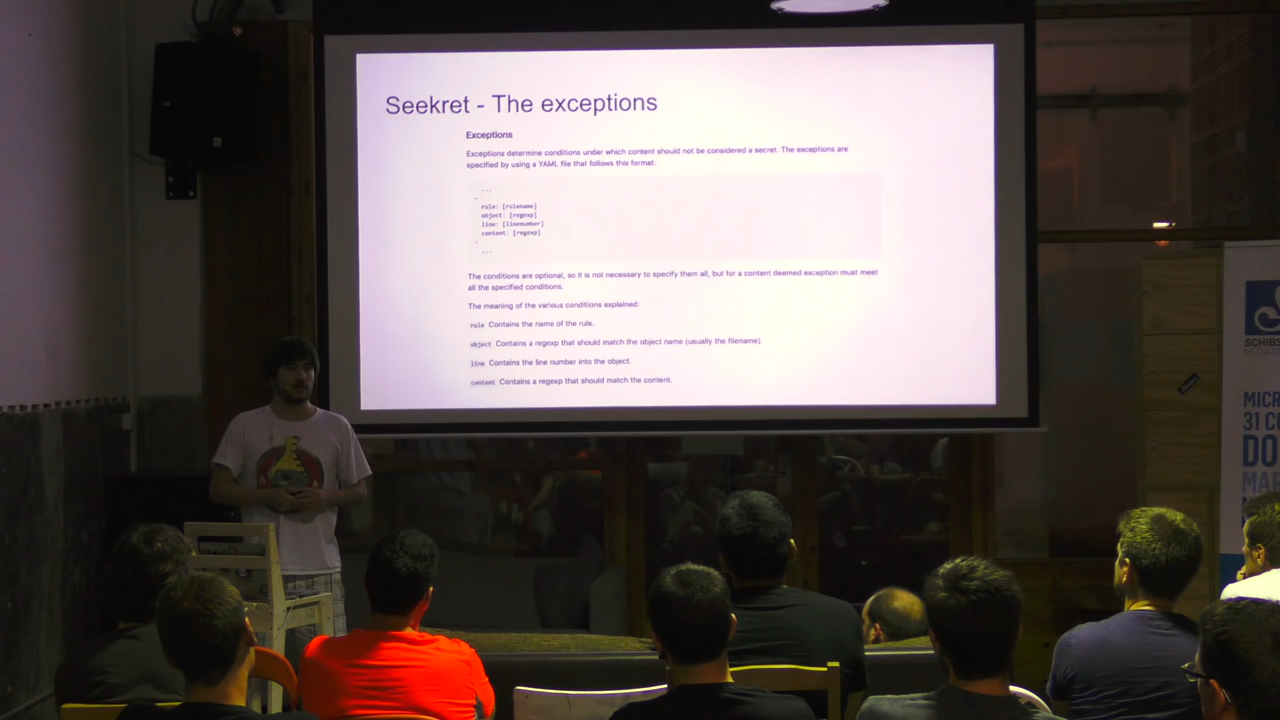 Seekret - The exceptions
Exceptions
Exceptions determine conditions under which content should not be considered a secret. The exceptions are
specified by using a YAML file that follows this format:
...
-
rule: [rulename]
object: [regexp]
line: [linenumber]
content: [regexp]
-
...
The conditions are optional, so it is not necessary to specify them all, but for a content deemed exception must meet
all the specified conditions.
The meaning of the various conditions explained:
rule Contains the name of the rule.
object Contains a regexp that should match the object name (usually the filename).
line Contains the line number into the object.
content Contains a regexp that should match the content.
SCHIBS
MEDIA G
MICR
31 CO
DO
MAR